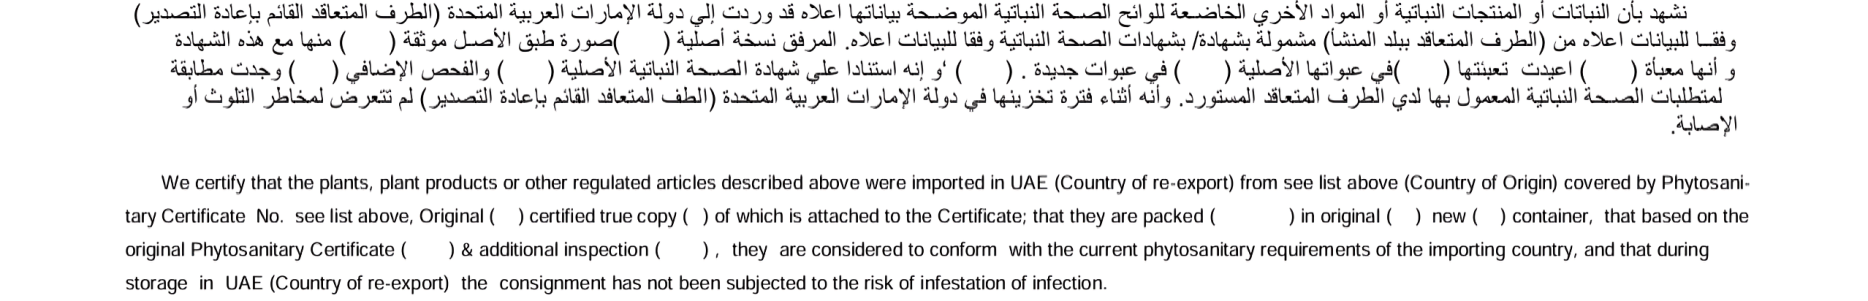 نشهد بأن النباتات أو المنتجات النباتية أو المواد الأخري الخاضعة للوائح الصحة النباتية الموضحة بياناتها اعلاه قد وردت إلي دولة الإمارات العربية المتحدة (الطرف المتعاقد القائم بإعادة التصدير)
وفقا للبيانات اعلاه من (الطرف المتعاقد ببلد المنشأ) مشمولة بشهادة/ بشهادات الصحة النباتية وفقا للبيانات اعلاه. المرفق نسخة أصلية (      )صورة طبق الأصل موثقة (      ) منها مع هذه الشهادة
و أنها معبأة (      ) اعيدت تعبئتها (      )في عبواتها الأصلية (      ) في عبوات جديدة . (      ) ‘و إنه استنادا علي شهادة الصحة النباتية الأصلية (      ) والفحص الإضافي (      ) وجدت مطابقة
لمتطلبات الصحة النباتية المعمول بها لدي الطرف المتعاقد المستورد. وأنه أثناء فترة تخزينها في دولة الإمارات العربية المتحدة (الطف المتعافد القائم بإعادة التصدير) لم تتعرض لمخاطر التلوث أو
الإصابة.
We certify that the plants, plant products or other regulated articles described above were imported in UAE (Country of re-export) from see list above (Country of Origin) covered by Phytosani-
tary Certificate No. see list above, Original ( ) certified true copy ( ) of which is attached to the Certificate; that they are packed ( ) in original ( ) new ( ) container, that based on the
original Phytosanitary Certificate ( ) & additional inspection ( ) , they are considered to conform with the current phytosanitary requirements of the importing country, and that during
storage in UAE (Country of re-export) the consignment has not been subjected to the risk of infestation of infection.